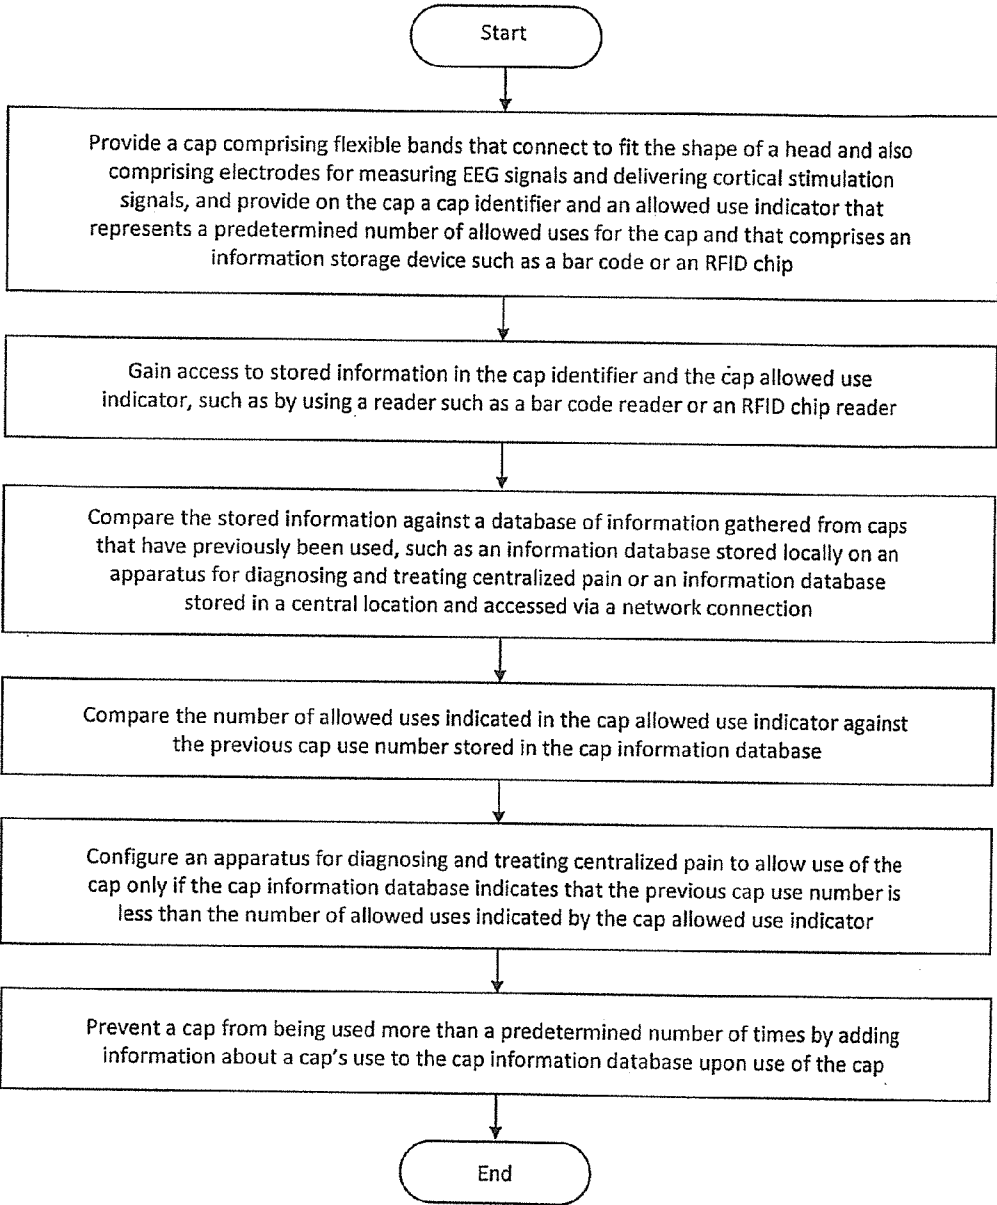 Start
Provide a cap comprising flexible bands that connect to fit the shape of a head and also
comprising electrodes for measuring EEG signals and delivering cortical stimulation
signals, and provide on the cap a cap identifier and an allowed use indicator that
represents a predetermined number of allowed uses for the cap and that comprises an
information storage device such as a bar code or an RFID chip
Gain access to stored information in the cap identifier and the cap allowed use
indicator, such as by using a reader such as a bar code reader or an RFID chip reader
Compare the stored information against a database of information gathered from caps
that have previously been used, such as an information database stored locally on an
apparatus for diagnosing and treating centralized pain or an information database
stored in a central location and accessed via a network connection
Compare the number of allowed uses indicated in the cap allowed use indicator against
the previous cap use number stored in the cap information database
Configure an apparatus for diagnosing and treating centralized pain to allow use of the
cap only if the cap information database indicates that the previous cap use number is
less than the number of allowed uses indicated by the cap allowed use indicator
Prevent a cap from being used more than a predetermined number of times by adding
information about a cap's use to the cap information database upon use of the cap
End